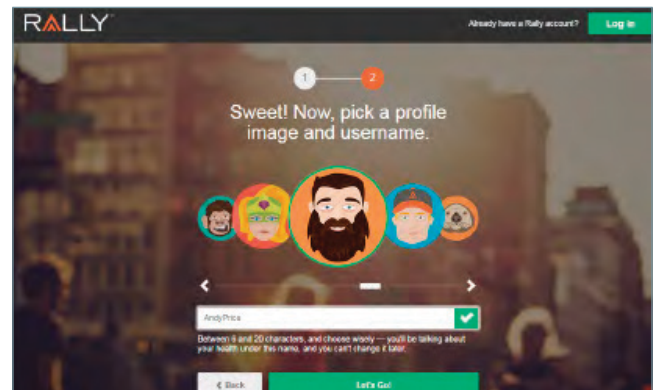 RALLY
Already have a Rally account?
Log in
1
2
Sweet! Now, pick a profile
image and username.
AndyPrice
Between 6 and 20 characters, and choose wisely — you'll be talking about
your health under this name, and you can't change it later.
Back
Let's Go!